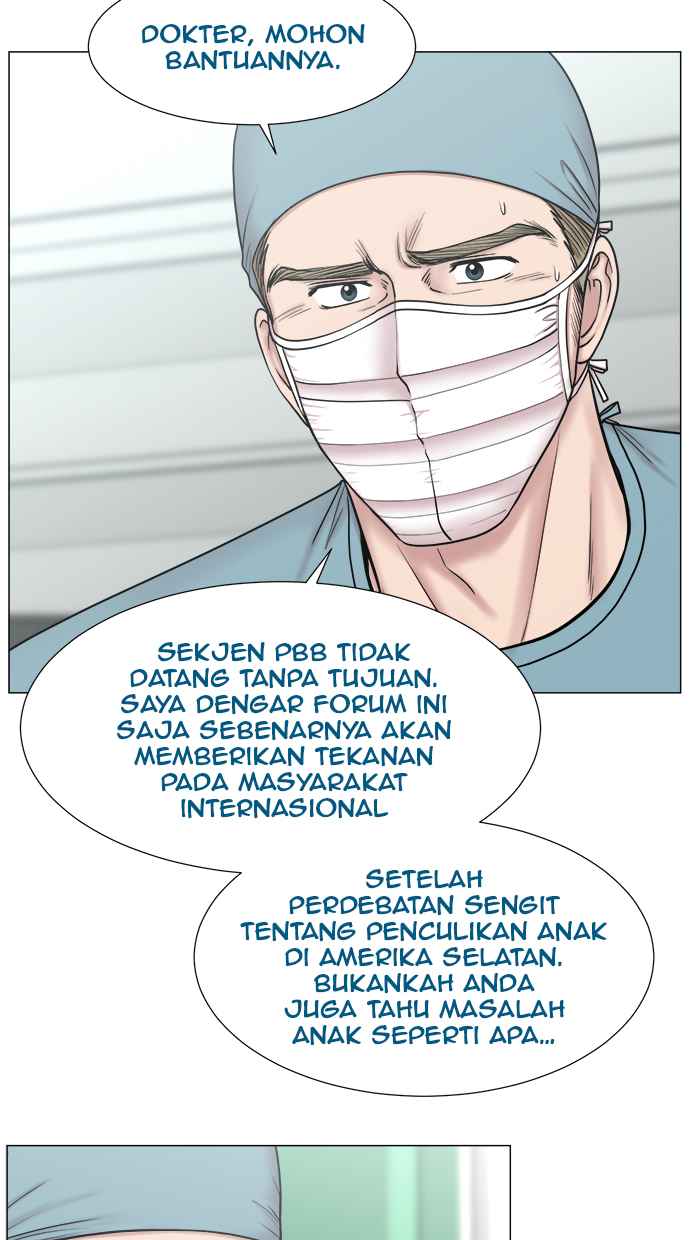 DOKTER, MOHON
BANTUANNYA.
SEKJEN PBB TIDAK
DATANG TANPA TUJUAN.
SAYA DENGAR FORUM INI
SAJA SEBENARNYA AKAN
MEMBERIKAN TEKANAN
PADA MASYARAKAT
INTERNASIONAL
SETELAH
PERDEBATAN SENGIT
TENTANG PENCULIKAN ANAK
DI AMERIKA SELATAN.
BUKANKAH ANDA
JUGA TAHU MASALAH
ANAK SEPERTI APA...